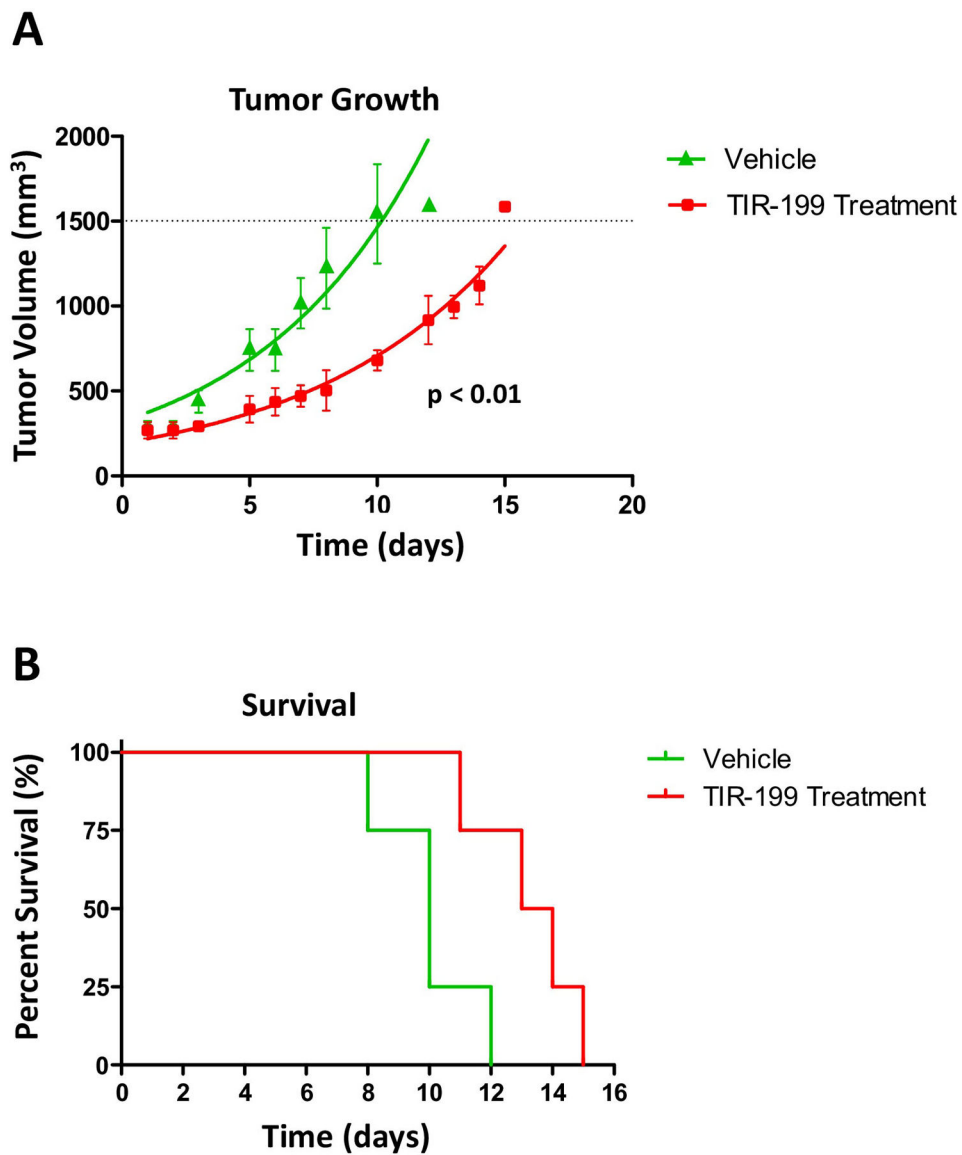 A
Tumor Growth
Tumor Volume (mm³)
2000
1500
1000
500
0
0 5 10 15 20
Time (days)
p < 0.01
Vehicle
TIR-199 Treatment
B
Survival
Percent Survival (%)
100
75
50
25
0
0 2 4 6 8 10 12 14 16
Time (days)
Vehicle
TIR-199 Treatment